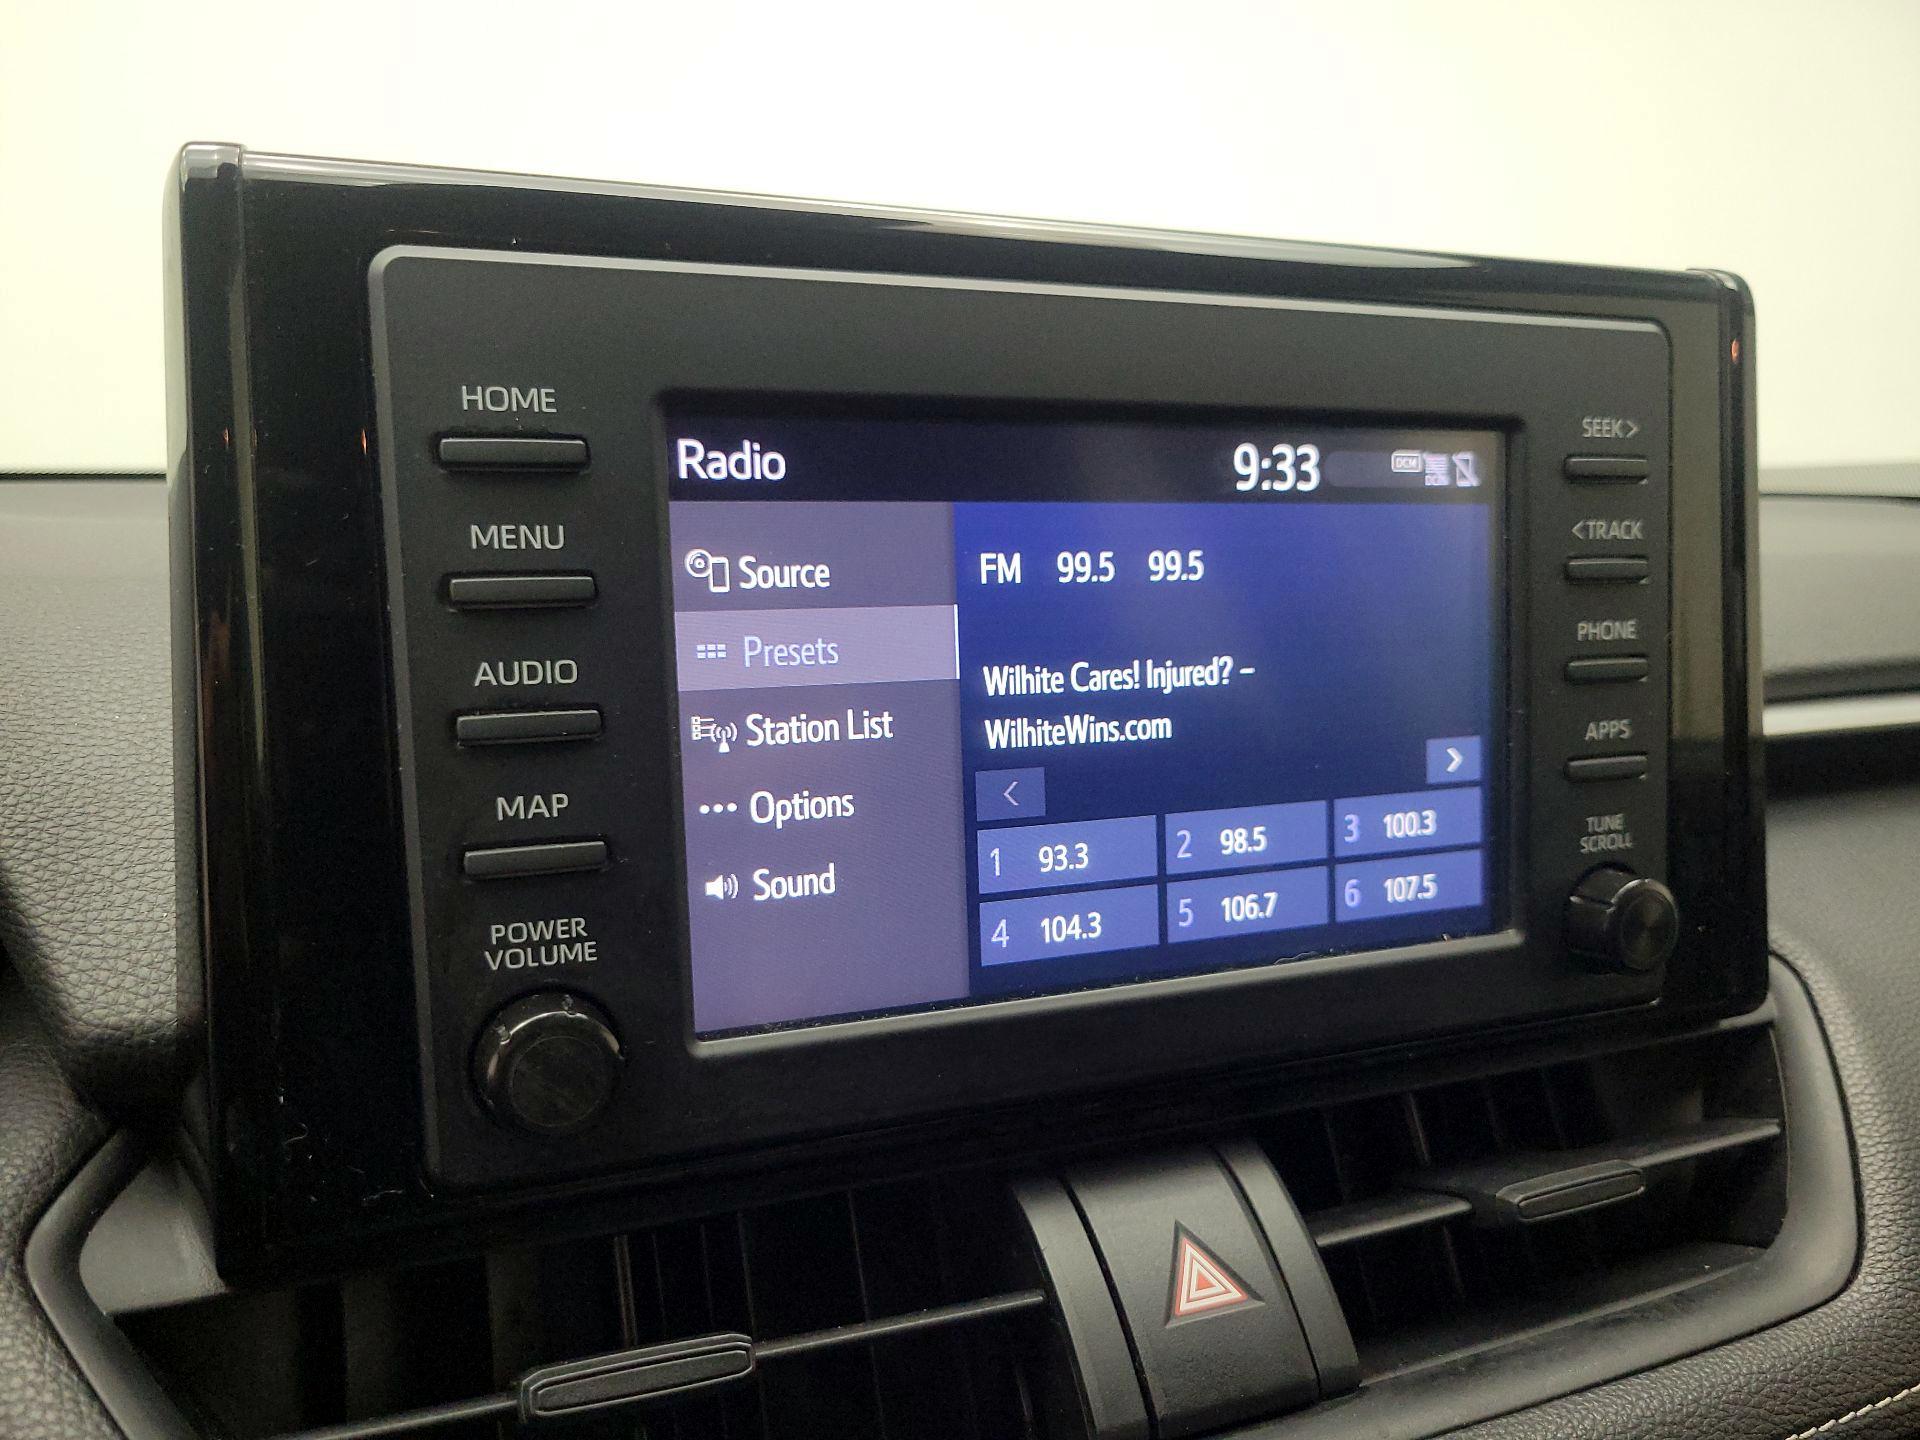 HOME
MENU
AUDIO
MAP
POWER
VOLUME
Radio
9:33
DCM
Source
Presets
Station List
Options
Sound
FM 99.5 99.5
Wilhite Cares! Injured? –
WilhiteWins.com
<
>
1 93.3
2 98.5
3 100.3
4 104.3
5 106.7
6 107.5
SEEK>
<TRACK
PHONE
APPS
TUNE
SCROLL